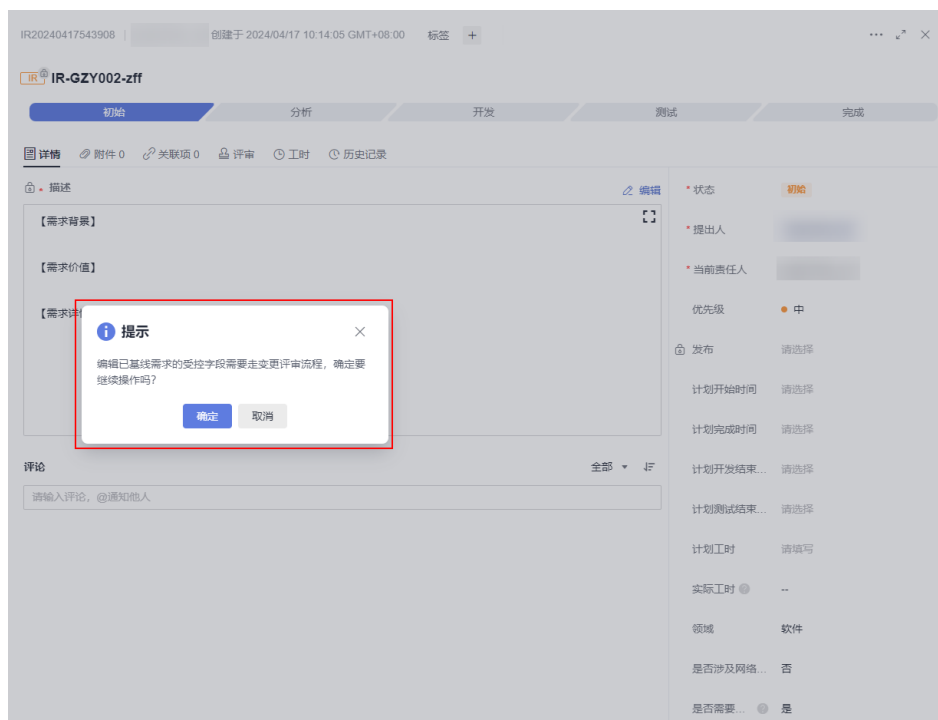 IR20240417543908 创建于 2024/04/17 10:14:05 GMT+08:00 标签 +
IR IR-GZY002-zff
初始 分析 开发 测试 完成
详情 附件 0 关联项 0 评审 工时 历史记录
* 描述 编辑
【需求背景】
【需求价值】
【需求详
提示
编辑已基线需求的受控字段需要走变更评审流程，确定要
继续操作吗?
确定 取消
评论 全部
请输入评论，@通知他人
* 状态 初始
* 提出人
* 当前责任人
优先级 中
发布 请选择
计划开始时间 请选择
计划完成时间 请选择
计划开发结束... 请选择
计划测试结束... 请选择
计划工时 请填写
实际工时 --
领域 软件
是否涉及网络... 否
是否需要... 是